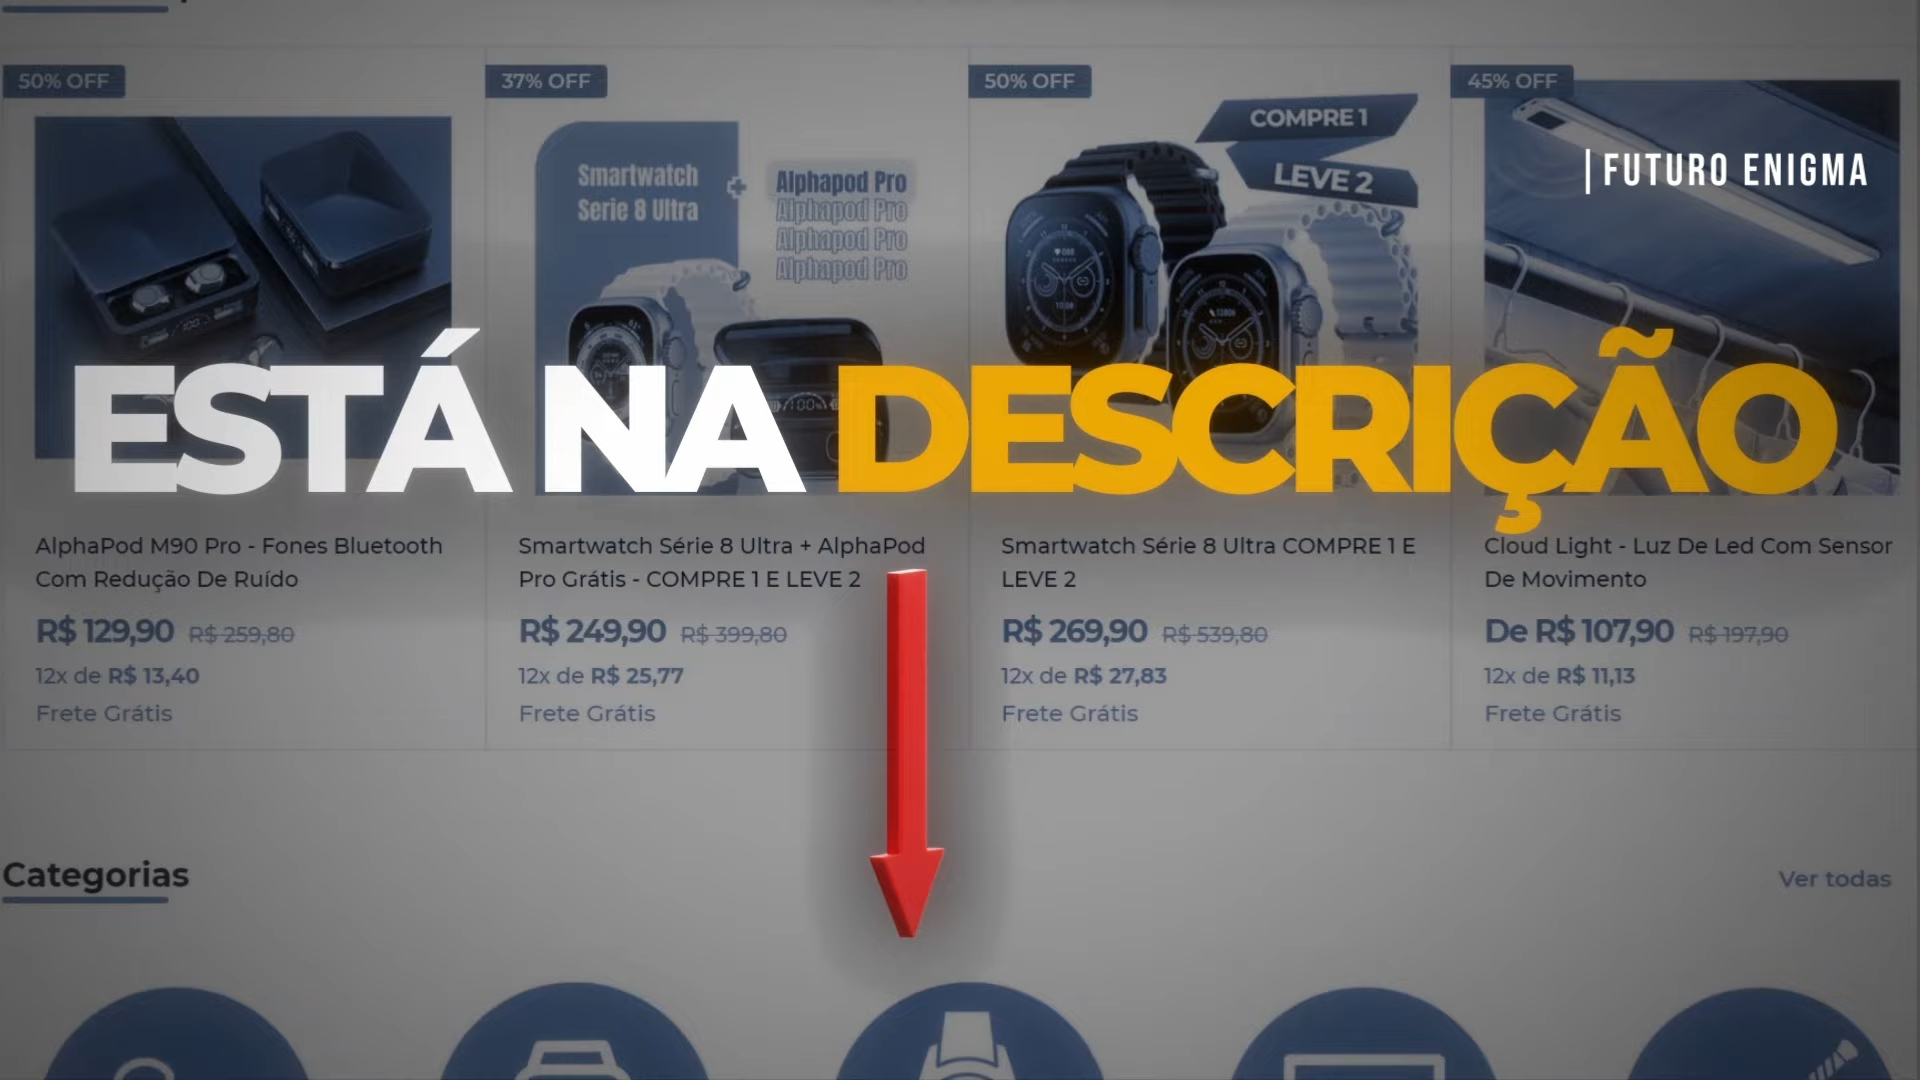 50% OFF
37% OFF
50% OFF
45% OFF
COMPRE 1
LEVE 2
|FUTURO ENIGMA
Smartwatch
Serie 8 Ultra
Alphapod Pro
Alphapod Pro
Alphapod Pro
Alphapod Pro
ESTÁ NA DESCRIÇÃO
AlphaPod M90 Pro - Fones Bluetooth
Com Redução De Ruído
R$ 129,90 R$ 259,80
12x de R$ 13,40
Frete Grátis
Smartwatch Série 8 Ultra + AlphaPod
Pro Grátis - COMPRE 1 E LEVE 2
R$ 249,90 R$ 399,80
12x de R$ 25,77
Frete Grátis
Smartwatch Série 8 Ultra COMPRE 1 E
LEVE 2
R$ 269,90 R$ 539,80
12x de R$ 27,83
Frete Grátis
Cloud Light - Luz De Led Com Sensor
De Movimento
De R$ 107,90 R$ 197,90
12x de R$ 11,13
Frete Grátis
Categorias
Ver todas